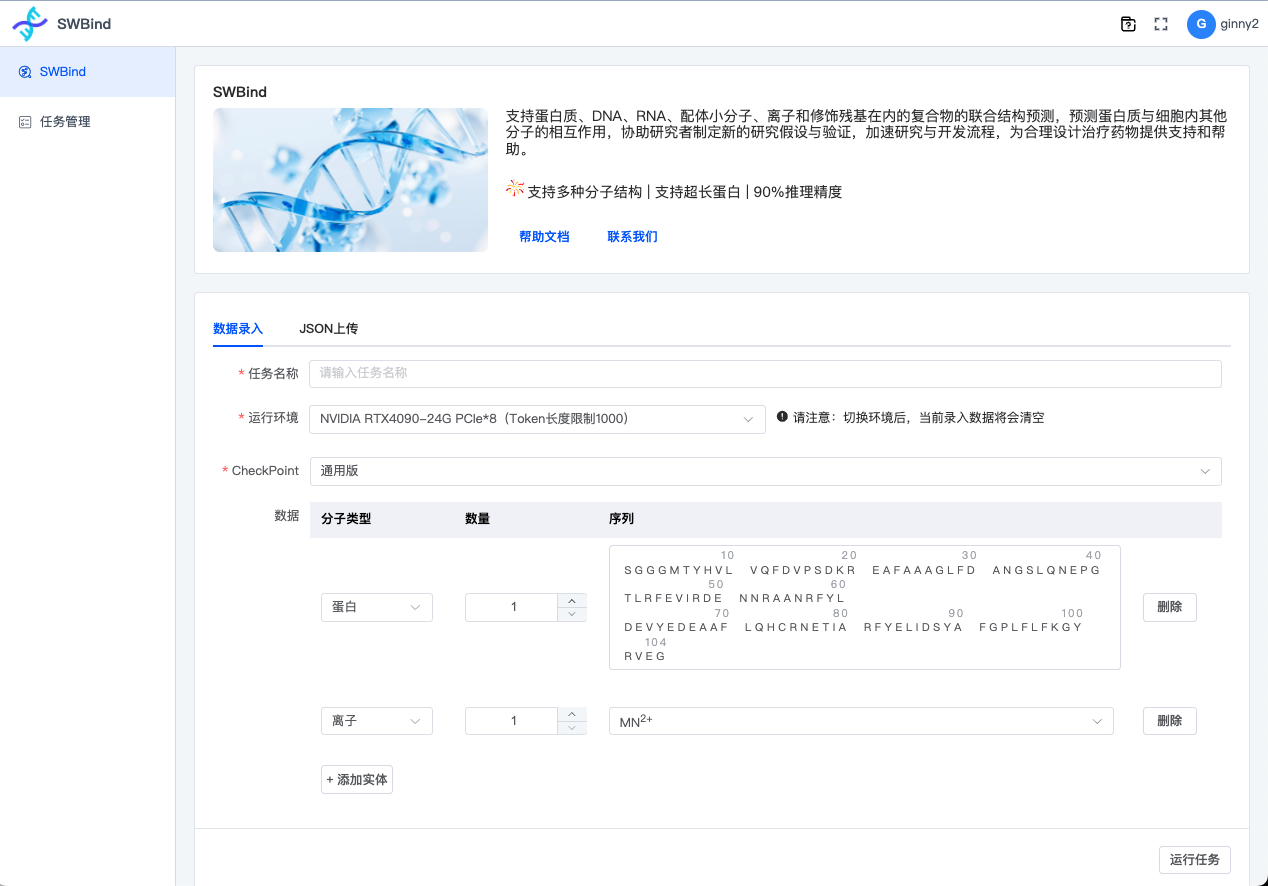 SWBind
G ginny2
SWBind
任务管理
SWBind
支持蛋白质、DNA、RNA、配体小分子、离子和修饰残基在内的复合物的联合结构预测，预测蛋白质与细胞内其他
分子的相互作用，协助研究者制定新的研究假设与验证，加速研究与开发流程，为合理设计治疗药物提供支持和帮
助。
支持多种分子结构 | 支持超长蛋白 | 90%推理精度
帮助文档 联系我们
数据录入 JSON上传
* 任务名称 请输入任务名称
* 运行环境 NVIDIA RTX4090-24G PCIe*8（Token长度限制1000） 请注意：切换环境后，当前录入数据将会清空
* CheckPoint 通用版
数据 分子类型 数量 序列
10 20 30 40
SGGGMTYHVL VQFDVPSDKR EAFAAAGLFD ANGSLQNEPG
50 60
TLRFEVIRDE NNRAANRFYL
蛋白 1 删除
70 80 90 100
DEVYEDEAAF LQHCRNETIA RFYELIDSYA FGPLFLFKGY
104
RVEG
离子 1 MN²⁺ 删除
+ 添加实体
运行任务